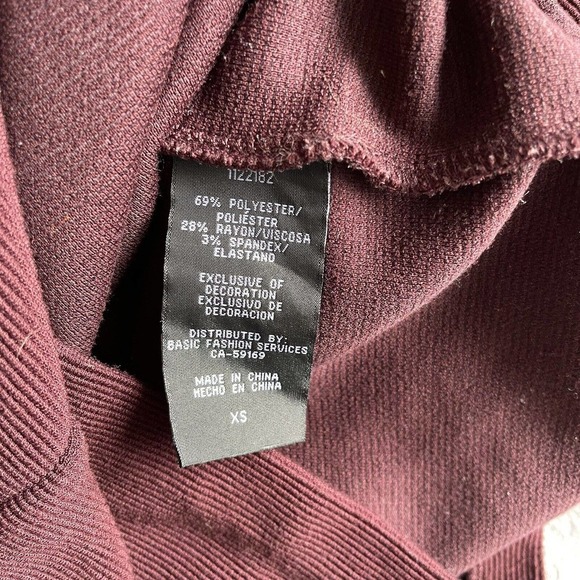 1122182
69% POLYESTER/
POLIÉSTER
28% RAYON/VISCOSA
3% SPANDEX/
ELASTANO
EXCLUSIVE OF
DECORATION
EXCLUSIVO DE
DECORACION
DISTRIBUTED BY:
BASIC FASHION SERVICES
CA-59169
MADE IN CHINA
HECHO EN CHINA
XS